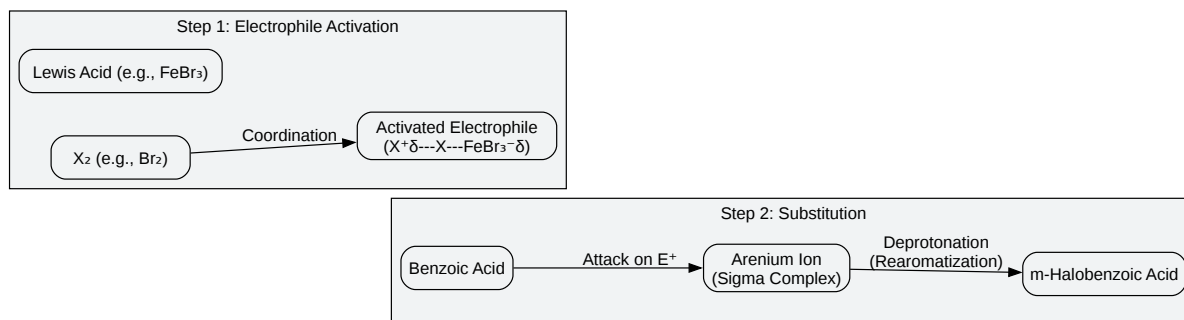 Step 1: Electrophile Activation
Lewis Acid (e.g., FeBr₃)
X₂ (e.g., Br₂)
Coordination
Activated Electrophile
(X⁺δ---X---FeBr₃⁻δ)
Step 2: Substitution
Benzoic Acid
Attack on E⁺
Arenium Ion
(Sigma Complex)
Deprotonation
(Rearomatization)
m-Halobenzoic Acid